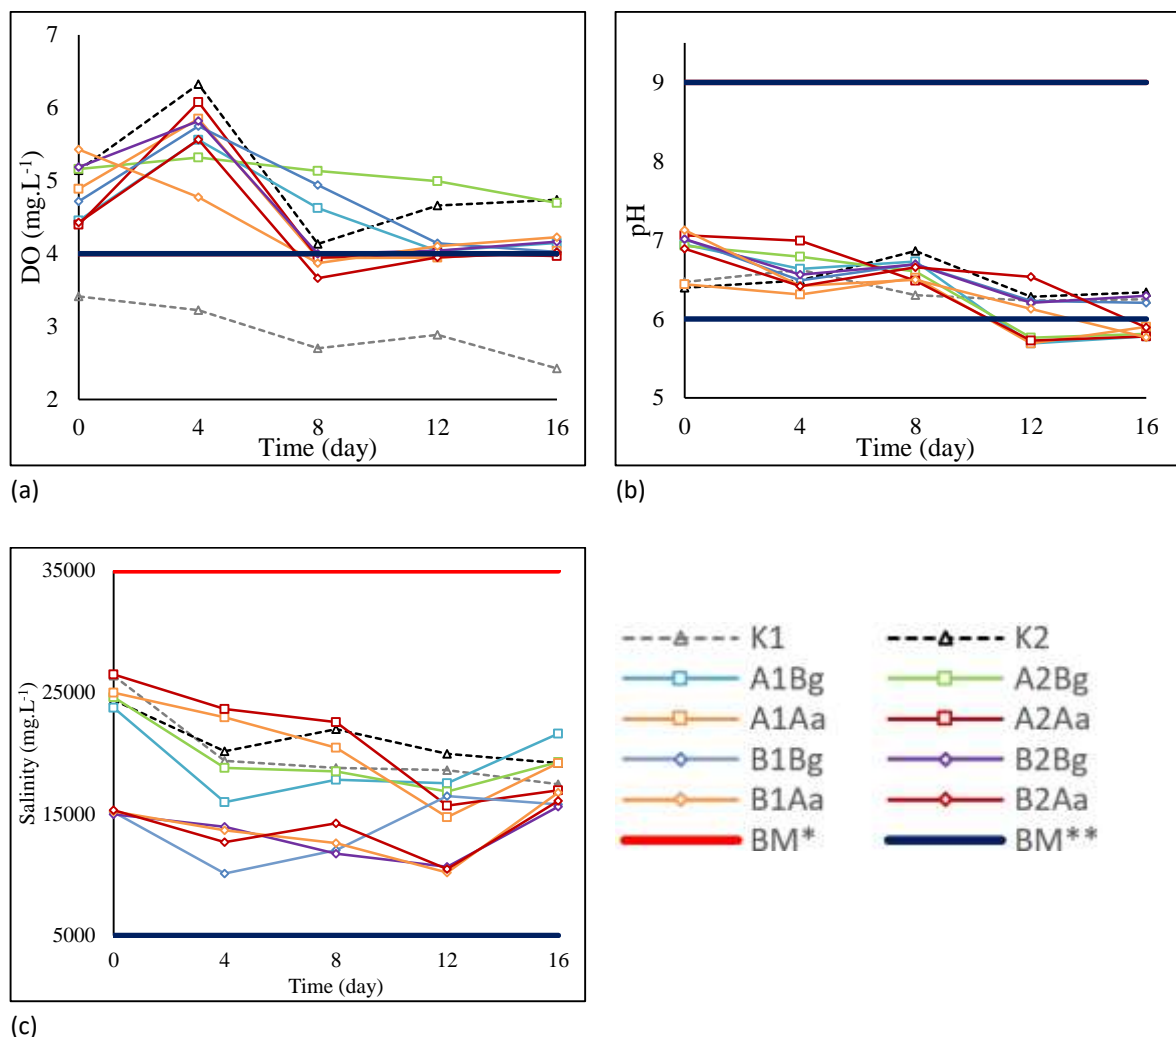 7
6
5
4
3
2
DO (mg.L-1)
0 4 8 12 16
Time (day)
(a)
9
8
7
6
5
pH
0 4 8 12 16
Time (day)
(b)
35000
25000
15000
5000
Salinity (mg.L-1)
0 4 8 12 16
Time (day)
(c)
K1 K2
A1Bg A2Bg
A1Aa A2Aa
B1Bg B2Bg
B1Aa B2Aa
BM* BM**